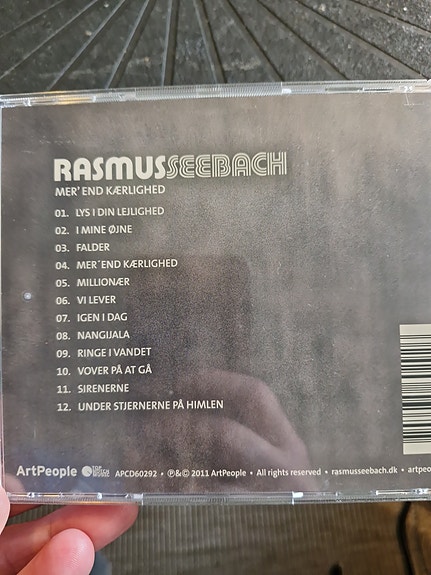 RASMUSSEEBACH
MER' END KÆRLIGHED
01. LYS I DIN LEJLIGHED
02. I MINE ØJNE
03. FALDER
04. MER´END KÆRLIGHED
05. MILLIONÆR
06. VI LEVER
07. IGEN I DAG
08. NANGIJALA
09. RINGE I VANDET
10. VOVER PÅ AT GÅ
11. SIRENERNE
12. UNDER STJERNERNE PÅ HIMLEN
ArtPeople APCD60292 • ℗&© 2011 ArtPeople • All rights reserved • rasmusseebach.dk • artpeo